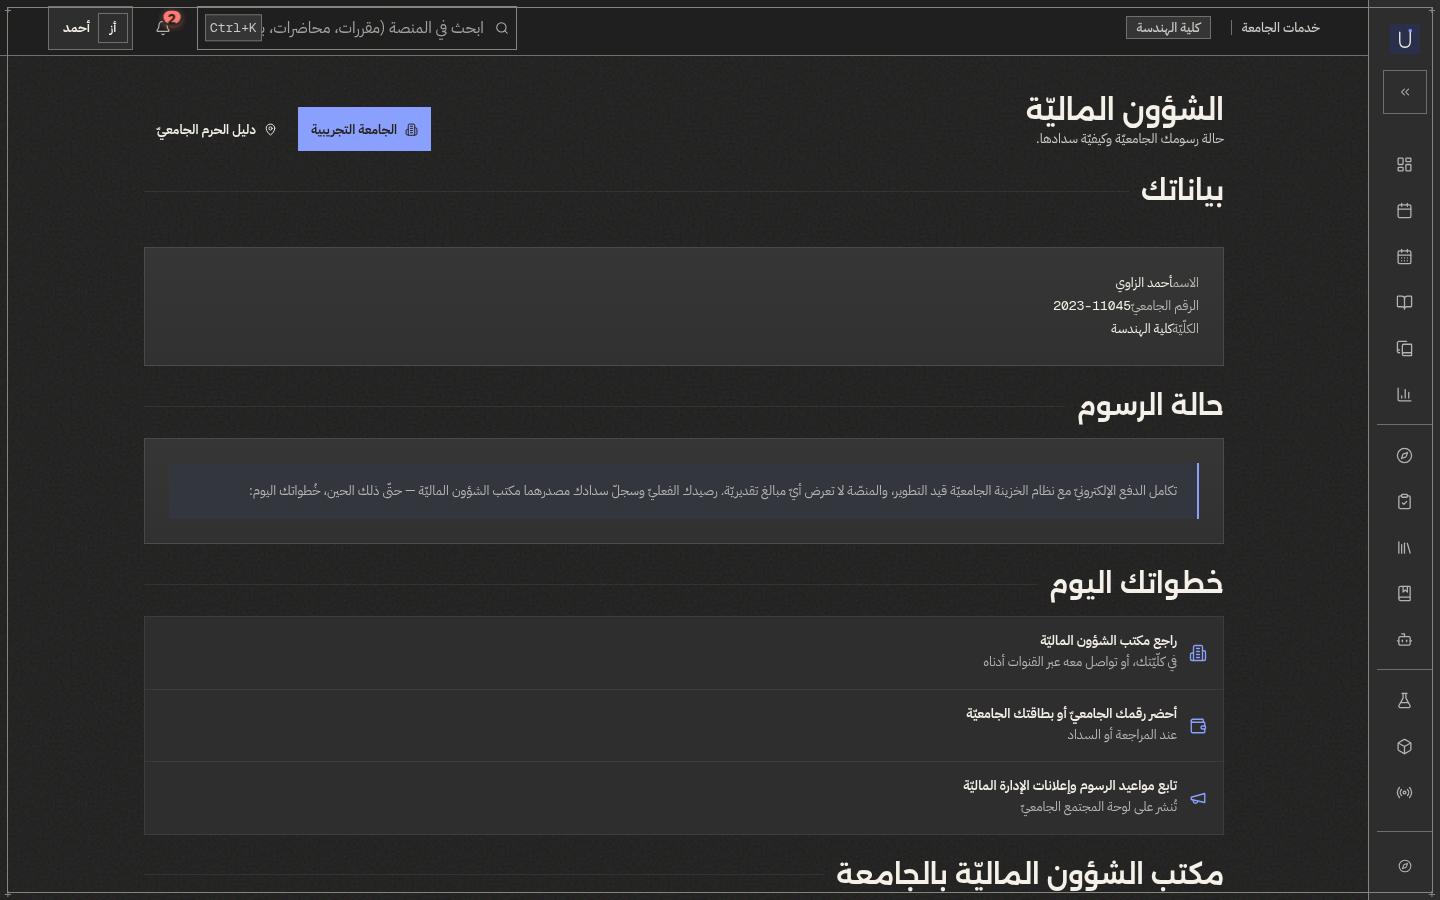 خدمات الجامعة
كلية الهندسة
ابحث في المنصة (مقررات، محاضرات، ب
Ctrl+K
2
أز
أحمد
الشؤون الماليّة
حالة رسومك الجامعيّة وكيفيّة سدادها.
الجامعة التجريبية
دليل الحرم الجامعيّ
بياناتك
الاسمأحمد الزاوي
الرقم الجامعيّ2023-11045
الكلّيّةكلية الهندسة
حالة الرسوم
تكامل الدفع الإلكترونيّ مع نظام الخزينة الجامعيّة قيد التطوير، والمنصّة لا تعرض أيّ مبالغ تقديريّة. رصيدك الفعليّ وسجلّ سدادك مصدرهما مكتب الشؤون الماليّة — حتّى ذلك الحين، خُطواتك اليوم:
خطواتك اليوم
راجع مكتب الشؤون الماليّة
في كلّيّتك، أو تواصل معه عبر القنوات أدناه
أحضر رقمك الجامعيّ أو بطاقتك الجامعيّة
عند المراجعة أو السداد
تابع مواعيد الرسوم وإعلانات الإدارة الماليّة
تُنشر على لوحة المجتمع الجامعيّ
مكتب الشؤون الماليّة بالجامعة